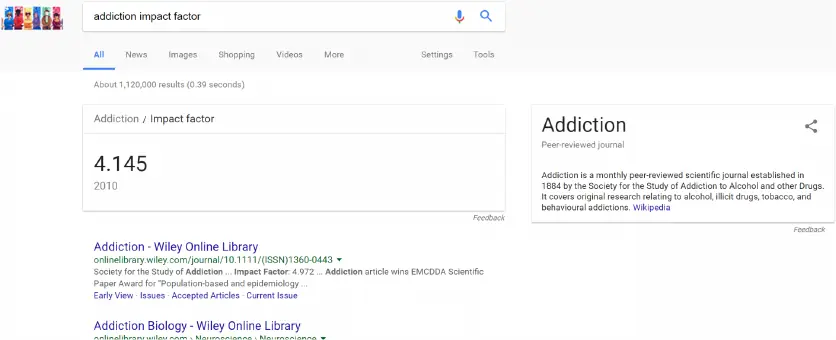 addiction impact factor
All News Images Shopping Videos More Settings Tools
About 1,120,000 results (0.39 seconds)
Addiction / Impact factor
4.145
2010
Feedback
Addiction - Wiley Online Library
onlinelibrary.wiley.com/journal/10.1111/(ISSN)1360-0443
Society for the Study of Addiction ... Impact Factor: 4.972 ... Addiction article wins EMCDDA Scientific
Paper Award for "Population-based and epidemiology ...
Early View · Issues · Accepted Articles · Current Issue
Addiction Biology - Wiley Online Library
onlinelibrary.wiley.com › Neuroscience › Neuroscience
Addiction
Peer-reviewed journal
Addiction is a monthly peer-reviewed scientific journal established in
1884 by the Society for the Study of Addiction to Alcohol and other Drugs.
It covers original research relating to alcohol, illicit drugs, tobacco, and
behavioural addictions. Wikipedia
Feedback